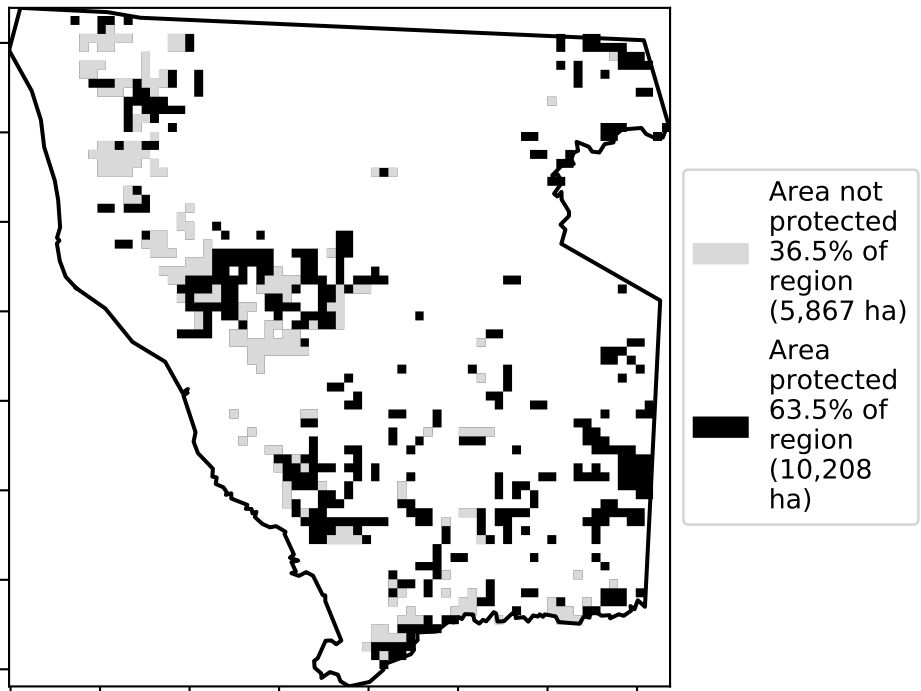 Area not
protected
36.5% of
region
(5,867 ha)
Area
protected
63.5% of
region
(10,208
ha)